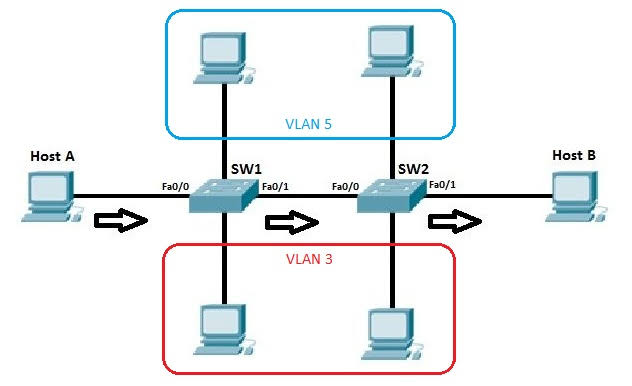 VLAN 5
Host A
SW1
SW2
Host B
Fa0/0
Fa0/1
Fa0/0
Fa0/1
VLAN 3